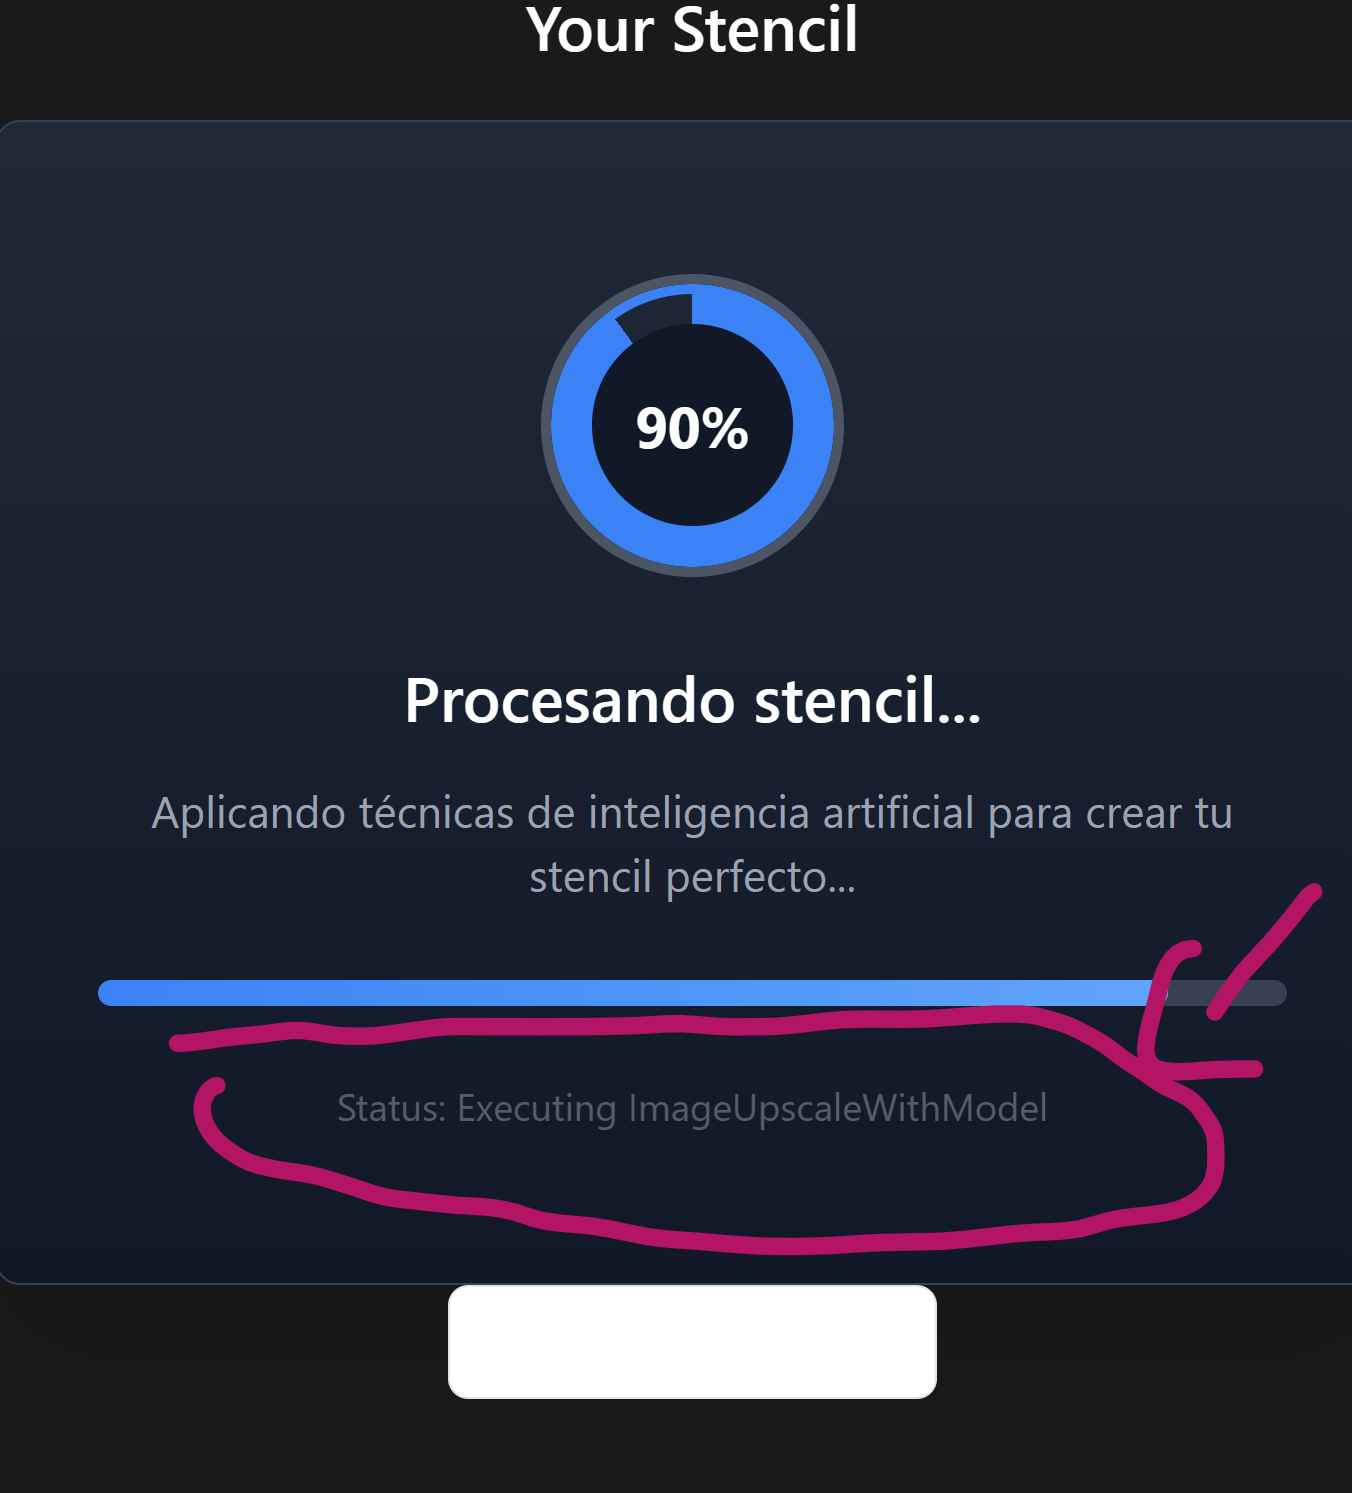 Your Stencil
90%
Procesando stencil...
Aplicando técnicas de inteligencia artificial para crear tu
stencil perfecto...
Status: Executing ImageUpscaleWithModel